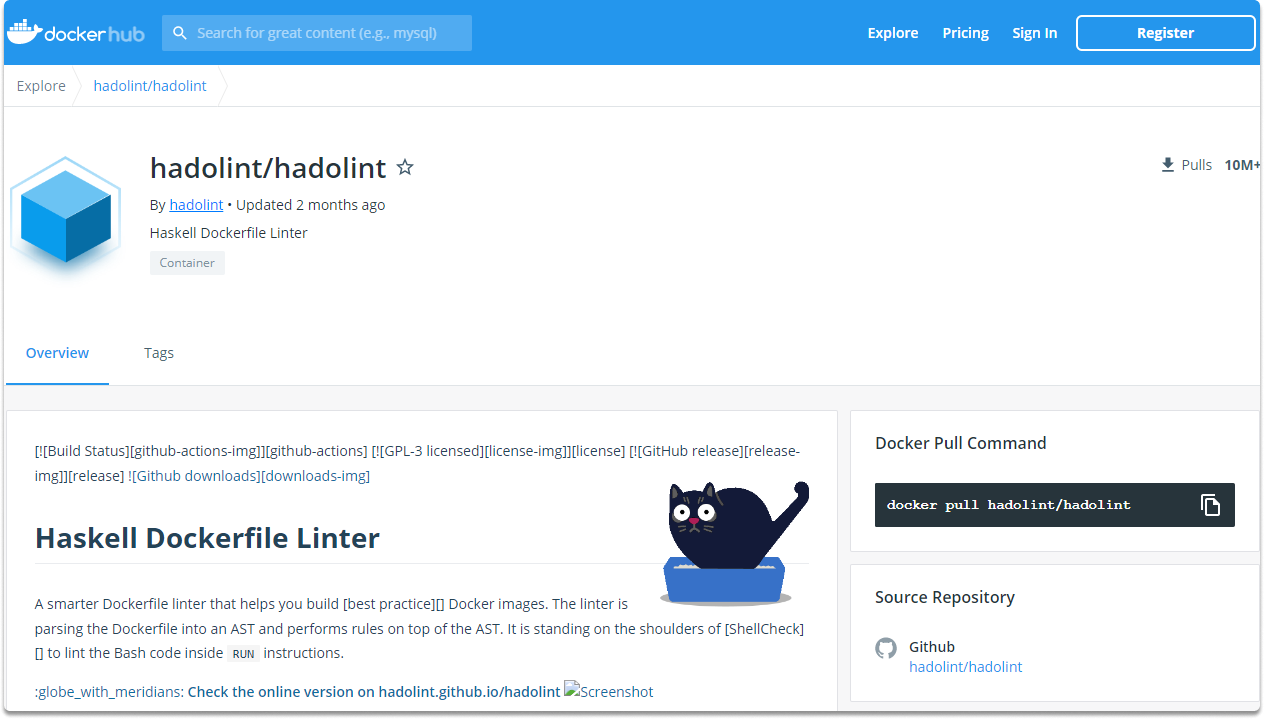 docker hub
Search for great content (e.g., mysql)
Explore
Pricing
Sign In
Register
Explore
hadolint/hadolint
hadolint/hadolint
Pulls 10M+
By hadolint • Updated 2 months ago
Haskell Dockerfile Linter
Container
Overview
Tags
[![Build Status][github-actions-img]][github-actions] [![GPL-3 licensed][license-img]][license] [![GitHub release][release-
img]][release] ![Github downloads][downloads-img]
Haskell Dockerfile Linter
A smarter Dockerfile linter that helps you build [best practice][] Docker images. The linter is
parsing the Dockerfile into an AST and performs rules on top of the AST. It is standing on the shoulders of [ShellCheck]
[] to lint the Bash code inside RUN instructions.
:globe_with_meridians: Check the online version on hadolint.github.io/hadolint Screenshot
Docker Pull Command
docker pull hadolint/hadolint
Source Repository
Github
hadolint/hadolint